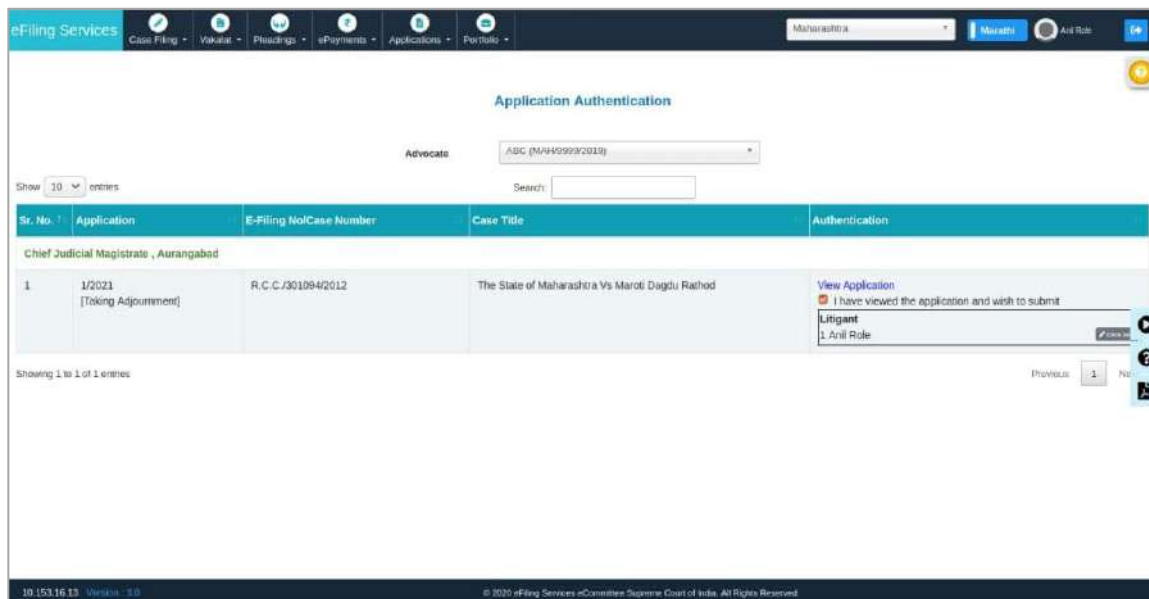 eFiling Services
Case Filing
Vakalat
Pleadings
ePayments
Applications
Portfolio
Maharashtra
Marathi
Anil Role
Application Authentication
Advocate
ABC (MAH/9999/2019)
Show 10 entries
Search:
Sr. No.
Application
E-Filing No/Case Number
Case Title
Authentication
Chief Judicial Magistrate , Aurangabad
1
1/2021
[Taking Adjournment]
R.C.C./301094/2012
The State of Maharashtra Vs Maroti Dagdu Rathod
View Application
I have viewed the application and wish to submit
Litigant
1 Anil Role
Showing 1 to 1 of 1 entries
Previous
1
10.153.16.13 Version : 3.0
© 2020 eFiling Services eCommittee Supreme Court of India. All Rights Reserved